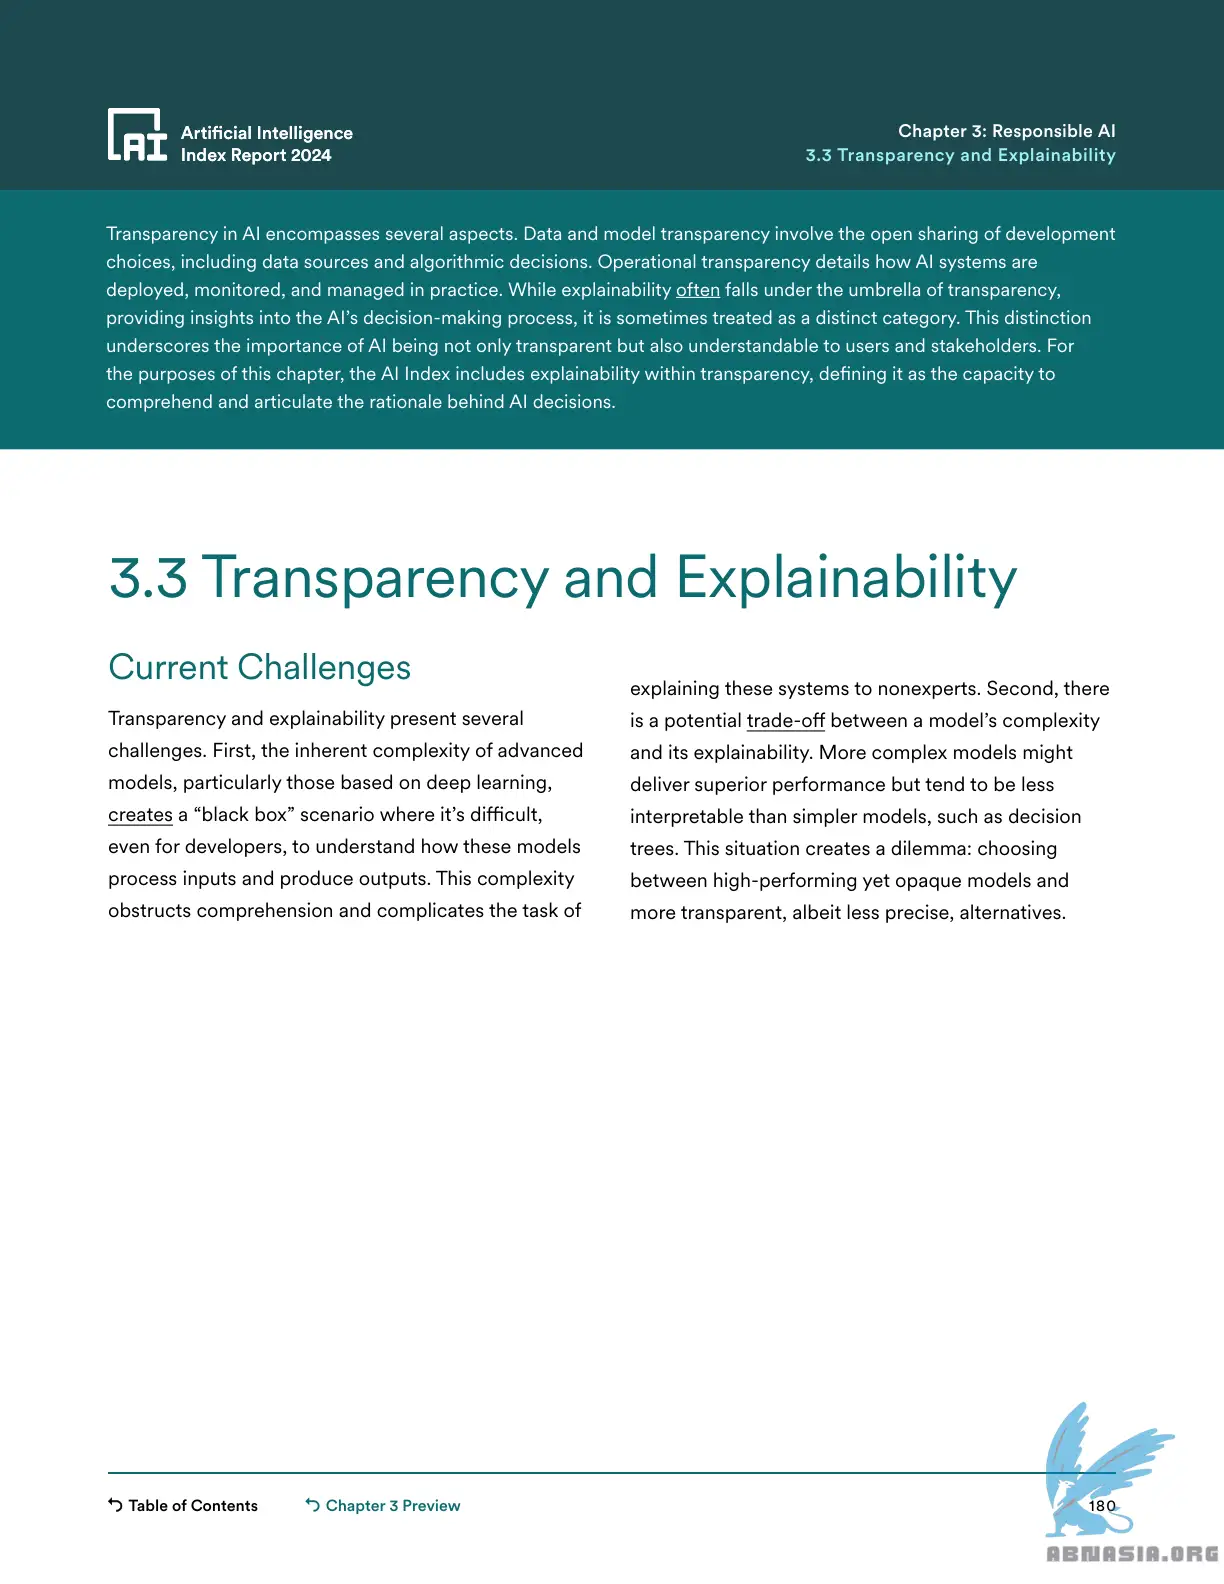 AI
Artificial Intelligence
Index Report 2024
Chapter 3: Responsible AI
3.3 Transparency and Explainability
Transparency in AI encompasses several aspects. Data and model transparency involve the open sharing of development
choices, including data sources and algorithmic decisions. Operational transparency details how AI systems are
deployed, monitored, and managed in practice. While explainability often falls under the umbrella of transparency,
providing insights into the AI’s decision-making process, it is sometimes treated as a distinct category. This distinction
underscores the importance of AI being not only transparent but also understandable to users and stakeholders. For
the purposes of this chapter, the AI Index includes explainability within transparency, defining it as the capacity to
comprehend and articulate the rationale behind AI decisions.
3.3 Transparency and Explainability
Current Challenges
Transparency and explainability present several
challenges. First, the inherent complexity of advanced
models, particularly those based on deep learning,
creates a “black box” scenario where it’s difficult,
even for developers, to understand how these models
process inputs and produce outputs. This complexity
obstructs comprehension and complicates the task of
explaining these systems to nonexperts. Second, there
is a potential trade-off between a model’s complexity
and its explainability. More complex models might
deliver superior performance but tend to be less
interpretable than simpler models, such as decision
trees. This situation creates a dilemma: choosing
between high-performing yet opaque models and
more transparent, albeit less precise, alternatives.
Table of Contents
Chapter 3 Preview
180
ABNASIA.ORG